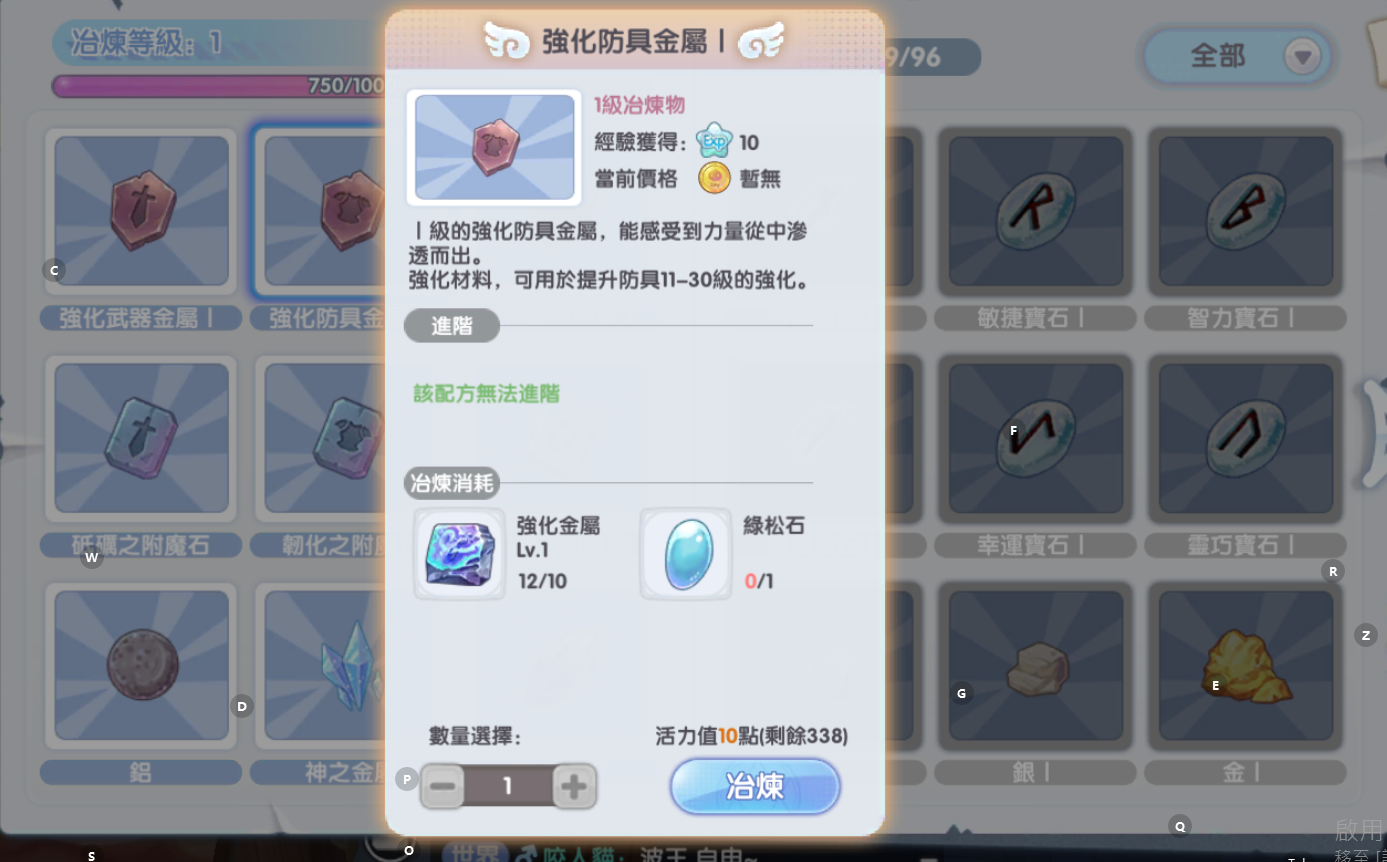 冶煉等級: 1
750/100
9/96
全部
強化防具金屬Ⅰ
1級冶煉物
經驗獲得:
Exp
10
當前價格
暫無
Ⅰ級的強化防具金屬，能感受到力量從中滲
透而出。
強化材料，可用於提升防具11-30級的強化。
進階
該配方無法進階
冶煉消耗
強化金屬
Lv.1
12/10
綠松石
0/1
數量選擇:
活力值10點(剩餘338)
1
冶煉
強化武器金屬Ⅰ
強化防具金
敏捷寶石Ⅰ
智力寶石Ⅰ
砥礪之附魔石
韌化之附
幸運寶石Ⅰ
靈巧寶石Ⅰ
鋁
神之金
銀Ⅰ
金Ⅰ
C
W
D
P
S
O
F
G
E
R
Z
Q
世界
咬人貓: 波王 自由~
啟用
移至